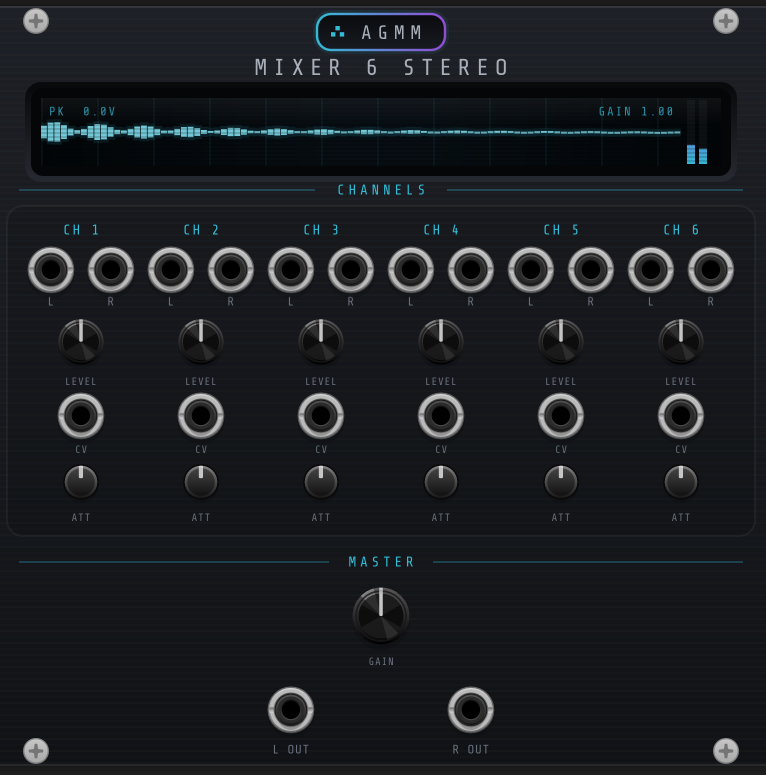 AGMM
MIXER 6 STEREO
PK 0.0V GAIN 1.00
CHANNELS
CH 1 CH 2 CH 3 CH 4 CH 5 CH 6
L R L R L R L R L R L R
LEVEL LEVEL LEVEL LEVEL LEVEL LEVEL
CV CV CV CV CV CV
ATT ATT ATT ATT ATT ATT
MASTER
GAIN
L OUT R OUT